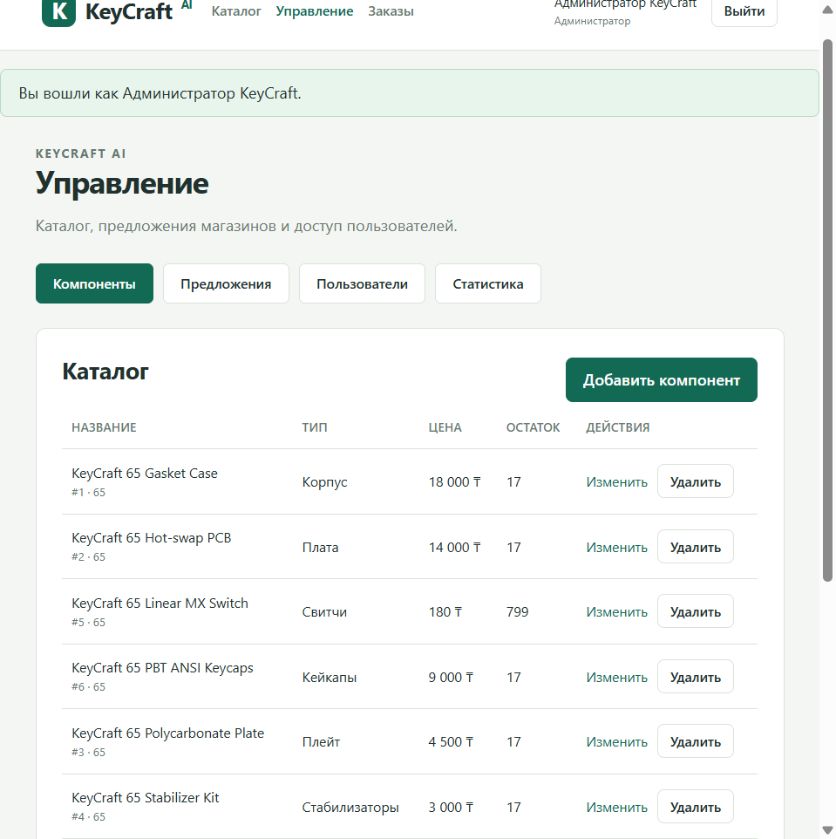 K KeyCraft AI Каталог Управление Заказы Администратор KeyCraft Выйти
Администратор
Вы вошли как Администратор KeyCraft.
KEYCRAFT AI
Управление
Каталог, предложения магазинов и доступ пользователей.
Компоненты Предложения Пользователи Статистика
Каталог Добавить компонент
НАЗВАНИЕ ТИП ЦЕНА ОСТАТОК ДЕЙСТВИЯ
KeyCraft 65 Gasket Case
#1 · 65
Корпус 18 000 ₸ 17 Изменить Удалить
KeyCraft 65 Hot-swap PCB
#2 · 65
Плата 14 000 ₸ 17 Изменить Удалить
KeyCraft 65 Linear MX Switch
#5 · 65
Свитчи 180 ₸ 799 Изменить Удалить
KeyCraft 65 PBT ANSI Keycaps
#6 · 65
Кейкапы 9 000 ₸ 17 Изменить Удалить
KeyCraft 65 Polycarbonate Plate
#3 · 65
Плейт 4 500 ₸ 17 Изменить Удалить
KeyCraft 65 Stabilizer Kit
#4 · 65
Стабилизаторы 3 000 ₸ 17 Изменить Удалить